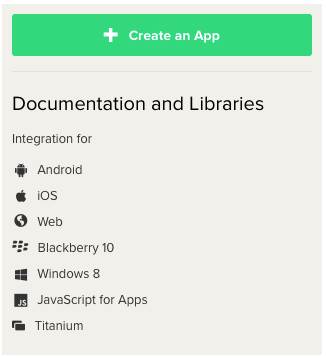 Create an App
Documentation and Libraries
Integration for
Android
iOS
Web
Blackberry 10
Windows 8
JS JavaScript for Apps
Titanium